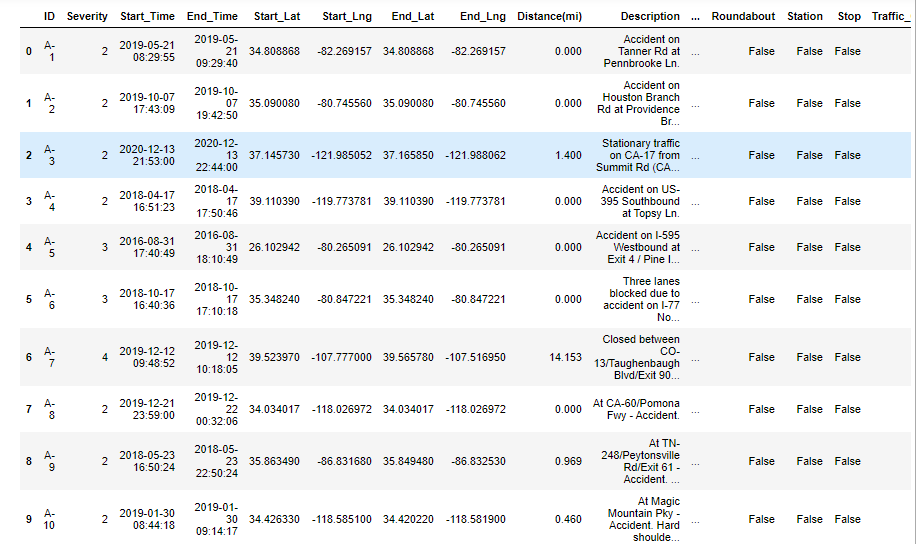 ID Severity Start_Time End_Time Start_Lat Start_Lng End_Lat End_Lng Distance(mi) Description ... Roundabout Station Stop Traffic_
0 A-1 2 2019-05-21 08:29:55 2019-05-21 09:29:40 34.808868 -82.269157 34.808868 -82.269157 0.000 Accident on Tanner Rd at Pennbrooke Ln. ... False False False
1 A-2 2 2019-10-07 17:43:09 2019-10-07 19:42:50 35.090080 -80.745560 35.090080 -80.745560 0.000 Accident on Houston Branch Rd at Providence Br... ... False False False
2 A-3 2 2020-12-13 21:53:00 2020-12-13 22:44:00 37.145730 -121.985052 37.165850 -121.988062 1.400 Stationary traffic on CA-17 from Summit Rd (CA... ... False False False
3 A-4 2 2018-04-17 16:51:23 2018-04-17 17:50:46 39.110390 -119.773781 39.110390 -119.773781 0.000 Accident on US-395 Southbound at Topsy Ln. ... False False False
4 A-5 3 2016-08-31 17:40:49 2016-08-31 18:10:49 26.102942 -80.265091 26.102942 -80.265091 0.000 Accident on I-595 Westbound at Exit 4 / Pine I... ... False False False
5 A-6 3 2018-10-17 16:40:36 2018-10-17 17:10:18 35.348240 -80.847221 35.348240 -80.847221 0.000 Three lanes blocked due to accident on I-77 No... ... False False False
6 A-7 4 2019-12-12 09:48:52 2019-12-12 10:18:05 39.523970 -107.777000 39.565780 -107.516950 14.153 Closed between CO-13/Taughenbaugh Blvd/Exit 90... ... False False False
7 A-8 2 2019-12-21 23:59:00 2019-12-22 00:32:06 34.034017 -118.026972 34.034017 -118.026972 0.000 At CA-60/Pomona Fwy - Accident. ... False False False
8 A-9 2 2018-05-23 16:50:24 2018-05-23 22:50:24 35.863490 -86.831680 35.849480 -86.832530 0.969 At TN-248/Peytonsville Rd/Exit 61 - Accident. ... ... False False False
9 A-10 2 2019-01-30 08:44:18 2019-01-30 09:14:17 34.426330 -118.585100 34.420220 -118.581900 0.460 At Magic Mountain Pky - Accident. Hard shoulde... ... False False False